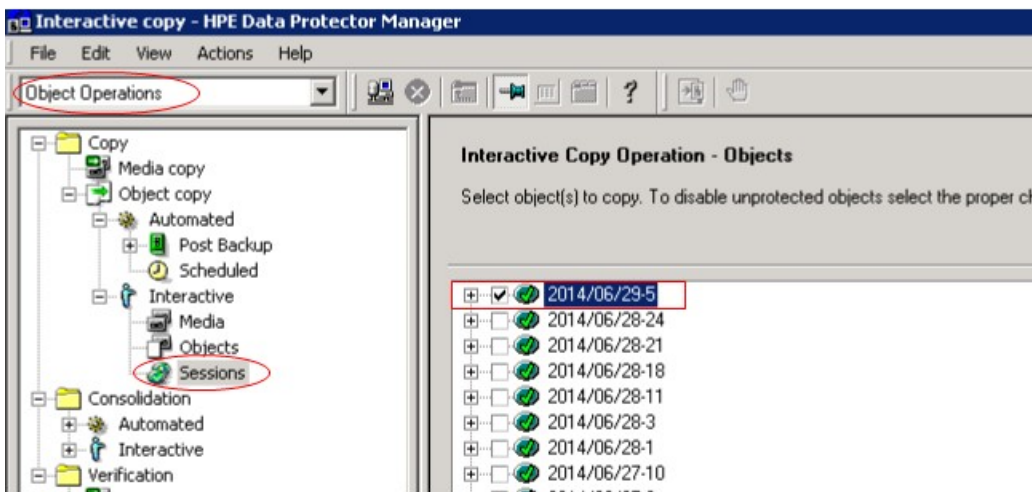 Interactive copy - HPE Data Protector Manager
File Edit View Actions Help
Object Operations
Copy
Media copy
Object copy
Automated
Post Backup
Scheduled
Interactive
Media
Objects
Sessions
Consolidation
Automated
Interactive
Verification
Interactive Copy Operation - Objects
Select object(s) to copy. To disable unprotected objects select the proper ch
2014/06/29-5
2014/06/28-24
2014/06/28-21
2014/06/28-18
2014/06/28-11
2014/06/28-3
2014/06/28-1
2014/06/27-10